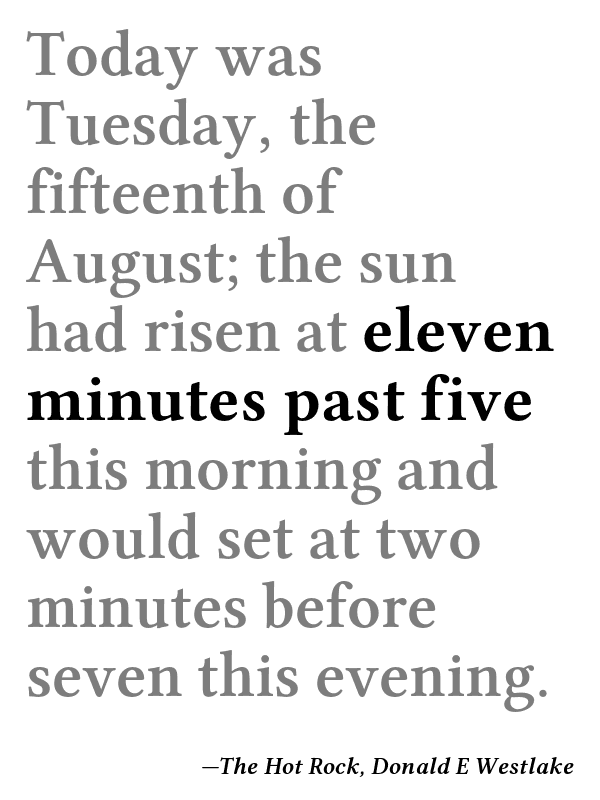 Today was
Tuesday, the
fifteenth of
August; the sun
had risen at eleven
minutes past five
this morning and
would set at two
minutes before
seven this evening.
—The Hot Rock, Donald E Westlake